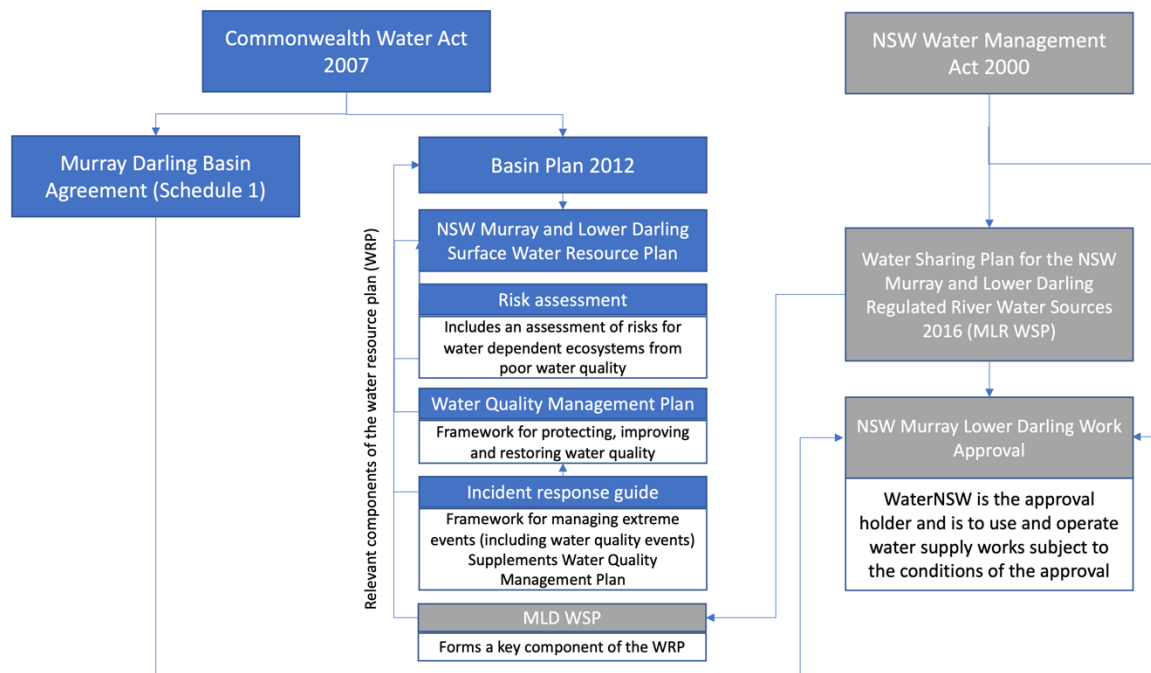 Commonwealth Water Act
2007
NSW Water Management
Act 2000
Murray Darling Basin
Agreement (Schedule 1)
Basin Plan 2012
Relevant components of the water resource plan (WRP)
NSW Murray and Lower Darling
Surface Water Resource Plan
Risk assessment
Includes an assessment of risks for
water dependent ecosystems from
poor water quality
Water Quality Management Plan
Framework for protecting, improving
and restoring water quality
Incident response guide
Framework for managing extreme
events (including water quality events)
Supplements Water Quality
Management Plan
MLD WSP
Forms a key component of the WRP
Water Sharing Plan for the NSW
Murray and Lower Darling
Regulated River Water Sources
2016 (MLR WSP)
NSW Murray Lower Darling Work
Approval
WaterNSW is the approval
holder and is to use and operate
water supply works subject to
the conditions of the approval